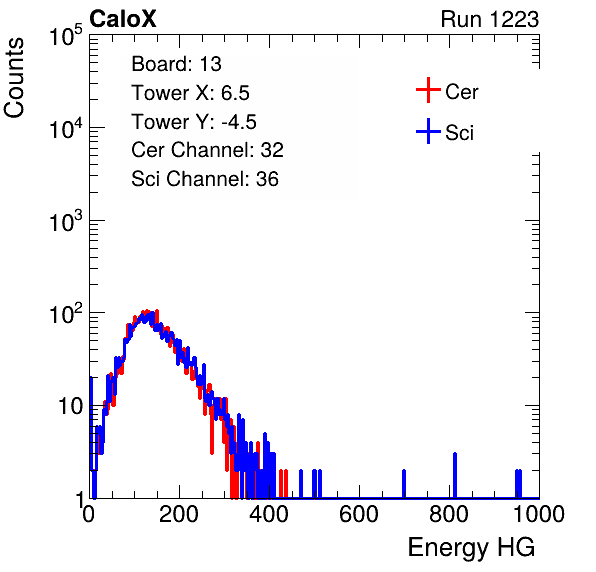 CaloX Run 1223
Counts
10^5
10^4
10^3
10^2
10
1
Board: 13
Tower X: 6.5
Tower Y: -4.5
Cer Channel: 32
Sci Channel: 36
Cer
Sci
0 200 400 600 800 1000
Energy HG